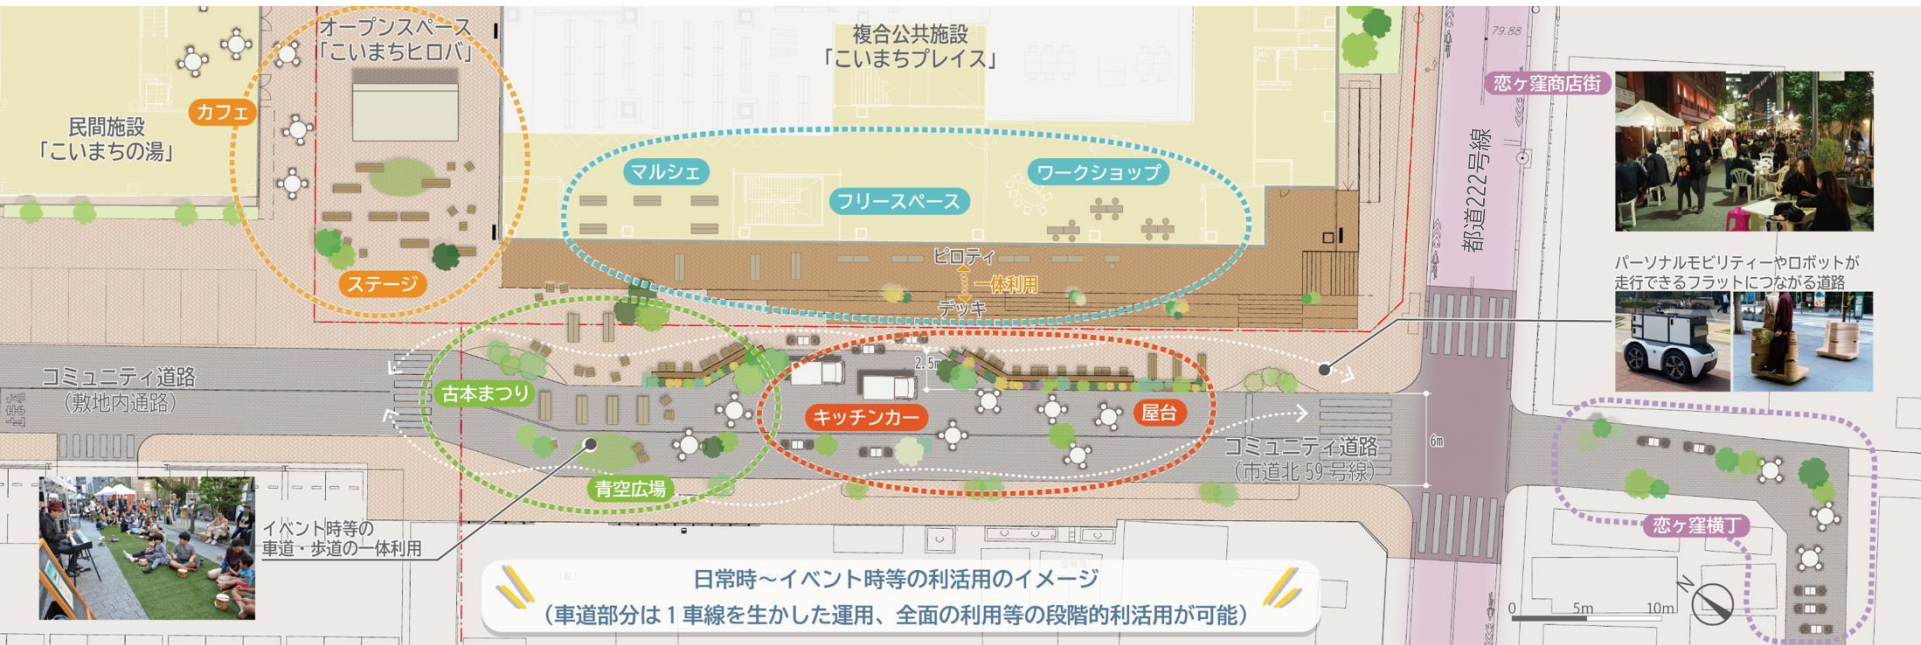 オープンスペース
「こいまちヒロバ」
複合公共施設
「こいまちプレイス」
79.88
恋ヶ窪商店街
カフェ
民間施設
「こいまちの湯」
都道222号線
マルシェ
ワークショップ
フリースペース
ステージ
ピロティ
一体利用
デッキ
パーソナルモビリティーやロボットが
走行できるフラットにつながる道路
コミュニティ道路
（敷地内通路）
2.5m
古本まつり
キッチンカー
屋台
コミュニティ道路
（市道北59号線）
6m
青空広場
恋ヶ窪横丁
イベント時等の
車道・歩道の一体利用
日常時～イベント時等の利活用のイメージ
（車道部分は１車線を生かした運用、全面の利用等の段階的利活用が可能）
0 5m 10m
N